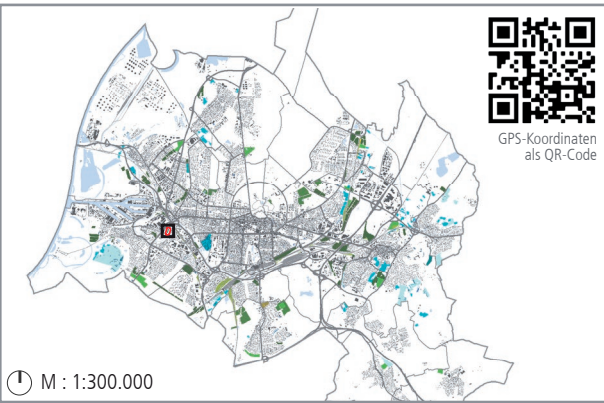 GPS-Koordinaten
als QR-Code
M : 1:300.000